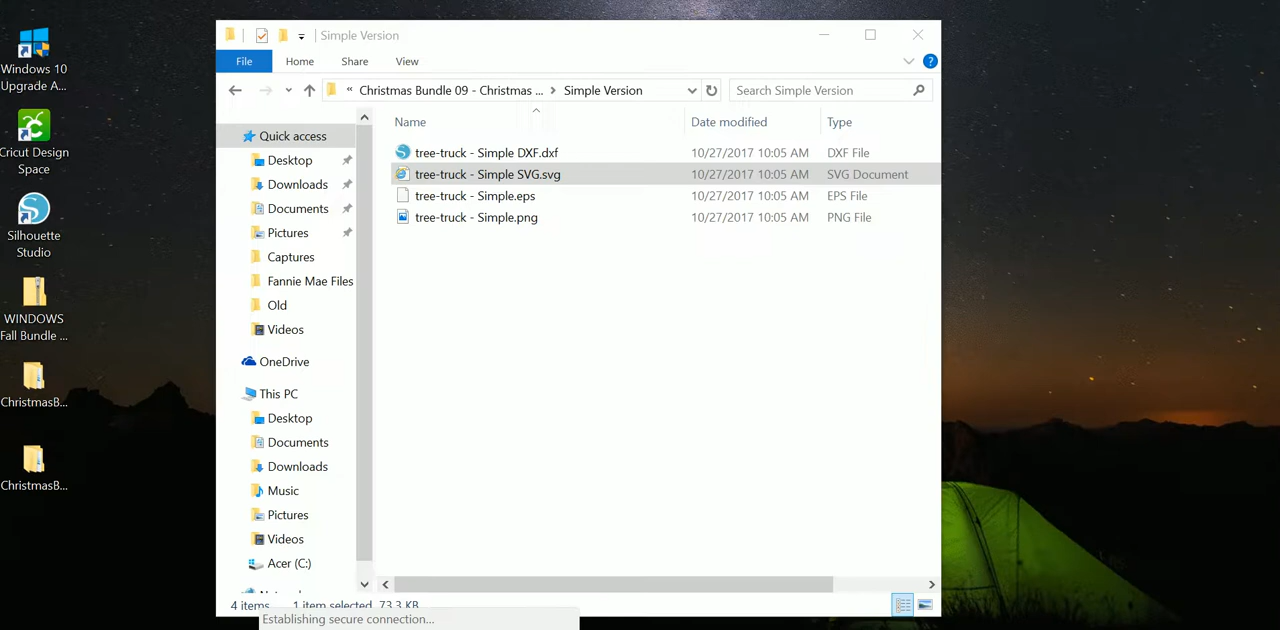 Windows 10
Upgrade A...
Cricut Design
Space
Silhouette
Studio
WINDOWS
Fall Bundle ...
ChristmasB...
ChristmasB...
Simple Version
File
Home
Share
View
?
« Christmas Bundle 09 - Christmas ... > Simple Version
Search Simple Version
Name
Date modified
Type
tree-truck - Simple DXF.dxf 10/27/2017 10:05 AM DXF File
tree-truck - Simple SVG.svg 10/27/2017 10:05 AM SVG Document
tree-truck - Simple.eps 10/27/2017 10:05 AM EPS File
tree-truck - Simple.png 10/27/2017 10:05 AM PNG File
Quick access
Desktop
Downloads
Documents
Pictures
Captures
Fannie Mae Files
Old
Videos
OneDrive
This PC
Desktop
Documents
Downloads
Music
Pictures
Videos
Acer (C:)
4 items 1 item selected 73.3 KB
Establishing secure connection...